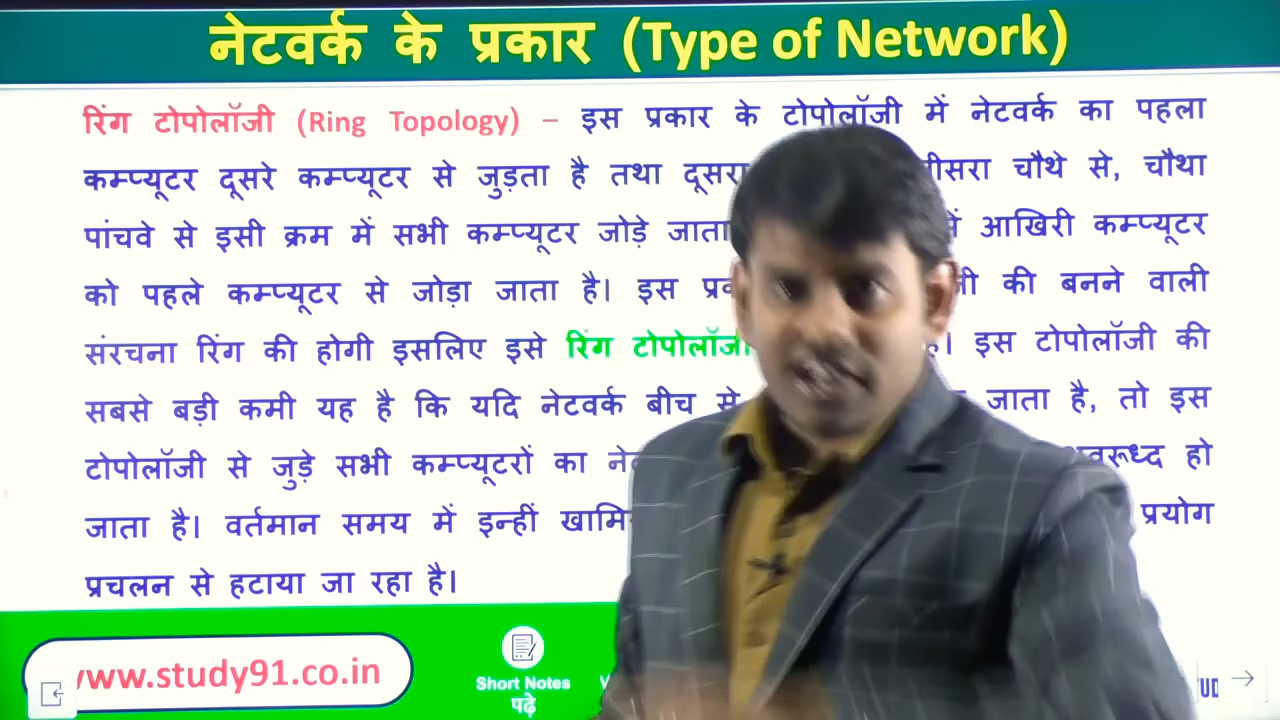 नेटवर्क के प्रकार (Type of Network)
रिंग टोपोलॉजी (Ring Topology) – इस प्रकार के टोपोलॉजी में नेटवर्क का पहला
कम्प्यूटर दूसरे कम्प्यूटर से जुड़ता है तथा दूसरा चौथे से, चौथा
पांचवे से इसी क्रम में सभी कम्प्यूटर जोड़े जाता आखिरी कम्प्यूटर
को पहले कम्प्यूटर से जोड़ा जाता है। इस की बनने वाली
संरचना रिंग की होगी इसलिए इसे रिंग टोपोलॉजी है। इस टोपोलॉजी की
सबसे बड़ी कमी यह है कि यदि नेटवर्क बीच से जाता है, तो इस
टोपोलॉजी से जुड़े सभी कम्प्यूटरों का हो
जाता है। वर्तमान समय में इन्हीं प्रयोग
प्रचलन से हटाया जा रहा है।
www.study91.co.in
Short Notes
पढ़े